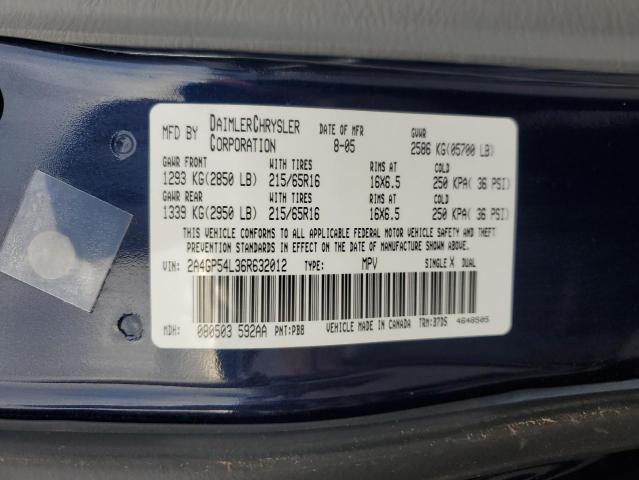 MFD BY DAIMLERCHRYSLER CORPORATION DATE OF MFR 8-05 GVWR 2586 KG(05700 LB)
GAWR FRONT WITH TIRES RIMS AT COLD
1293 KG(2850 LB) 215/65R16 16X6.5 250 KPA( 36 PSI)
GAWR REAR WITH TIRES RIMS AT COLD
1339 KG(2950 LB) 215/65R16 16X6.5 250 KPA( 36 PSI)
THIS VEHICLE CONFORMS TO ALL APPLICABLE FEDERAL MOTOR VEHICLE SAFETY AND THEFT
PREVENTION STANDARDS IN EFFECT ON THE DATE OF MANUFACTURE SHOWN ABOVE.
VIN: 2A4GP54L36R632012 TYPE: MPV SINGLE X DUAL
MDH: 080503 592AA PNT:PBB VEHICLE MADE IN CANADA TRM:37D5 4648505